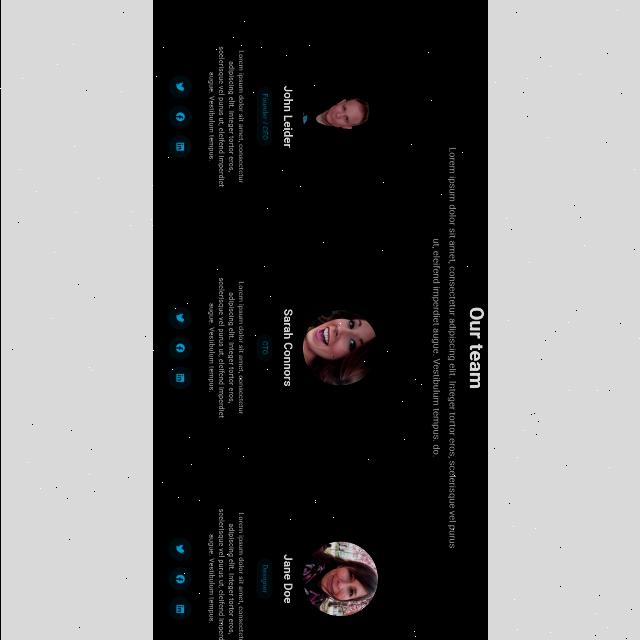 Our team
Lorem ipsum dolor sit amet, consectetur adipiscing elit. Integer tortor eros, scelerisque vel purus
ut, eleifend imperdiet augue. Vestibulum tempus. do.
John Leider
Founder / CEO
Lorem ipsum dolor sit amet, consectetur
adipiscing elit. Integer tortor eros,
scelerisque vel purus ut, eleifend imperdiet
augue. Vestibulum tempus.
Sarah Connors
CTO
Lorem ipsum dolor sit amet, consectetur
adipiscing elit. Integer tortor eros,
scelerisque vel purus ut, eleifend imperdiet
augue. Vestibulum tempus.
Jane Doe
Designer
Lorem ipsum dolor sit amet, consectetur
adipiscing elit. Integer tortor eros,
scelerisque vel purus ut, eleifend
augue. Vestibulum tempus.